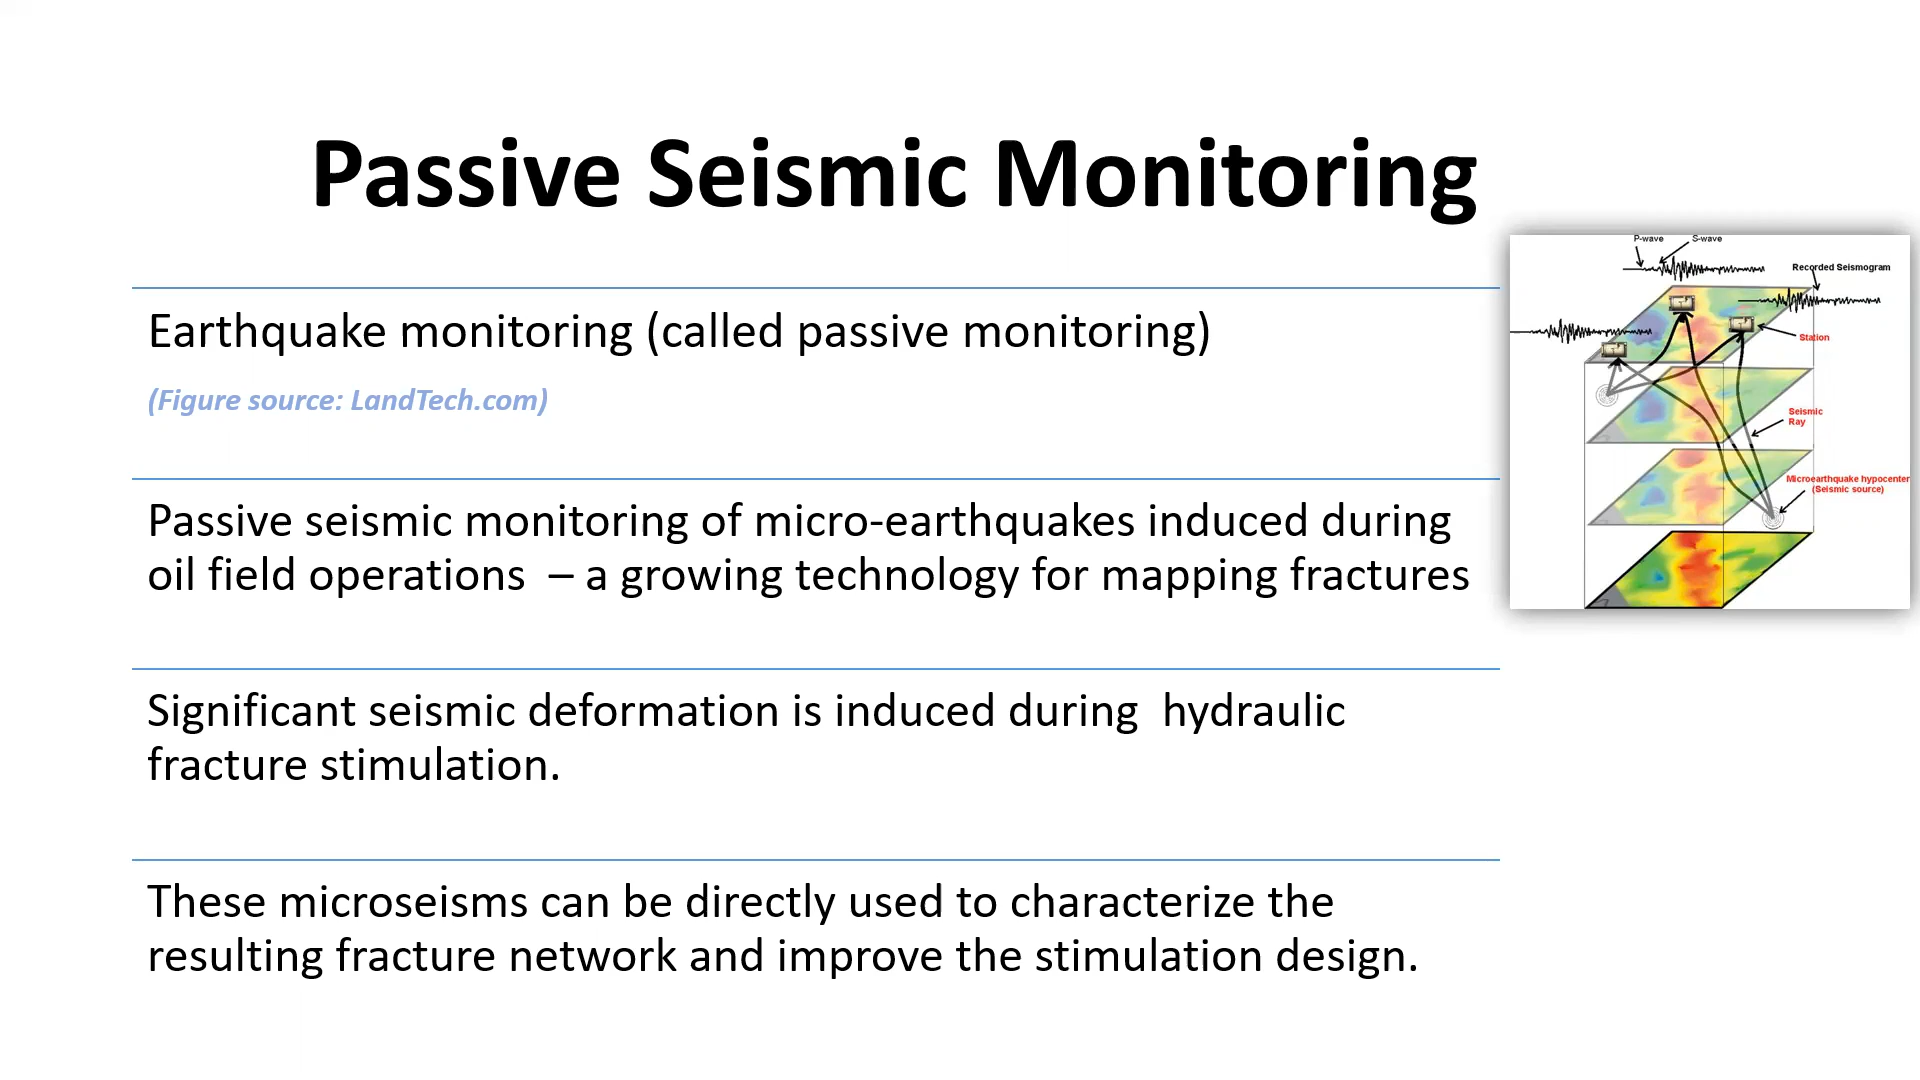 Passive Seismic Monitoring
Earthquake monitoring (called passive monitoring)
(Figure source: LandTech.com)
Passive seismic monitoring of micro-earthquakes induced during
oil field operations – a growing technology for mapping fractures
Significant seismic deformation is induced during hydraulic
fracture stimulation.
These microseisms can be directly used to characterize the
resulting fracture network and improve the stimulation design.
P-wave
S-wave
Recorded Seismogram
Station
Seismic
Ray
Microearthquake hypocenter
(Seismic source)